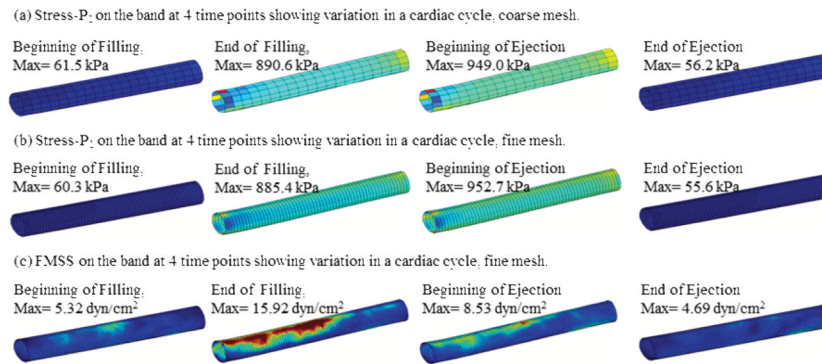 (a) Stress-P₁ on the band at 4 time points showing variation in a cardiac cycle, coarse mesh.
Beginning of Filling, End of Filling, Beginning of Ejection End of Ejection
Max= 61.5 kPa Max= 890.6 kPa Max= 949.0 kPa Max= 56.2 kPa
(b) Stress-P₁ on the band at 4 time points showing variation in a cardiac cycle, fine mesh.
Beginning of Filling, End of Filling, Beginning of Ejection End of Ejection
Max= 60.3 kPa Max= 885.4 kPa Max= 952.7 kPa Max= 55.6 kPa
(c) FMSS on the band at 4 time points showing variation in a cardiac cycle, fine mesh.
Beginning of Filling, End of Filling, Beginning of Ejection End of Ejection
Max= 5.32 dyn/cm² Max= 15.92 dyn/cm² Max= 8.53 dyn/cm² Max= 4.69 dyn/cm²